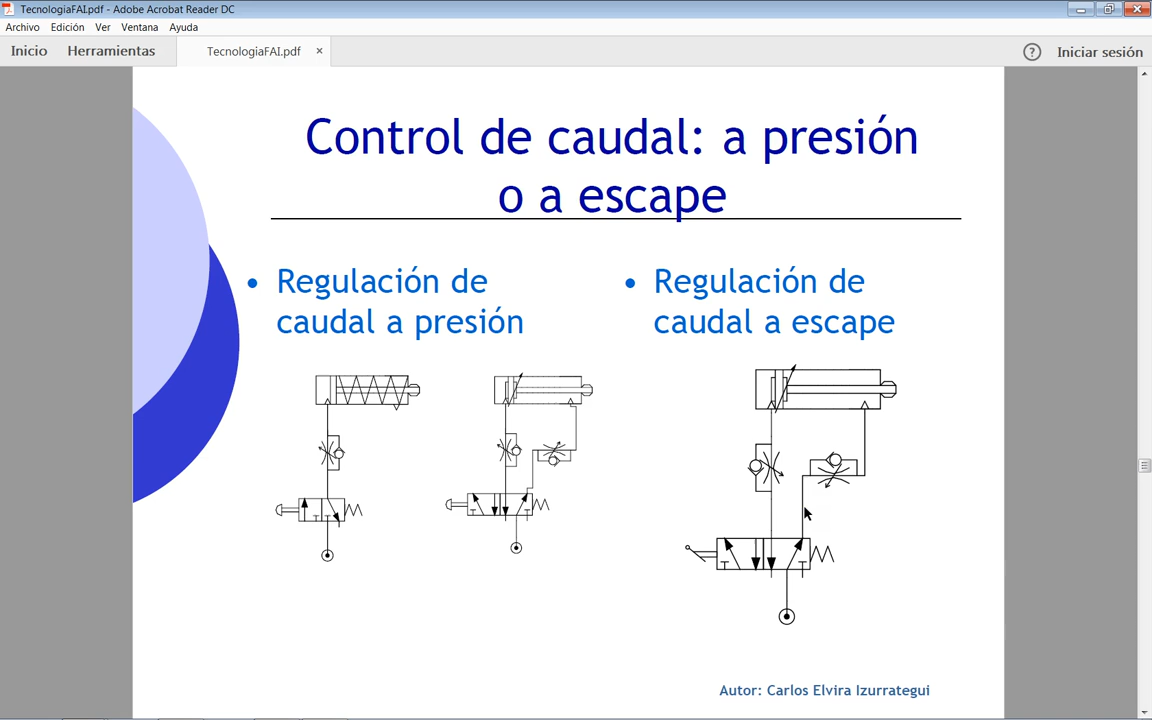 TecnologiaFAI.pdf - Adobe Acrobat Reader DC
Archivo Edición Ver Ventana Ayuda
Inicio Herramientas TecnologiaFAI.pdf × ? Iniciar sesión
Control de caudal: a presión
o a escape
• Regulación de
caudal a presión
• Regulación de
caudal a escape
Autor: Carlos Elvira Izurrategui